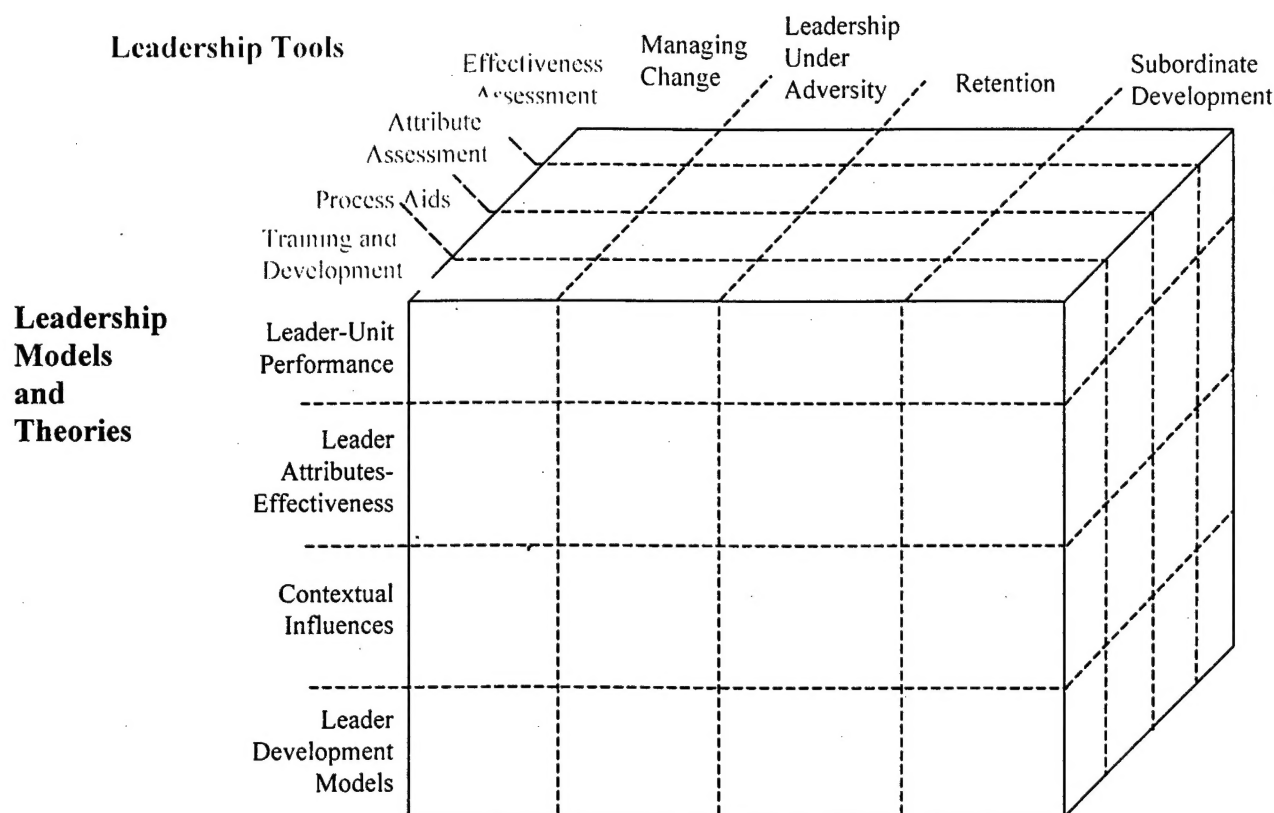 Leadership Tools
Effectiveness
Assessment
Managing
Change
Leadership
Under
Adversity
Retention
Subordinate
Development
Attribute
Assessment
Process Aids
Training and
Development
Leadership
Models
and
Theories
Leader-Unit
Performance
Leader
Attributes-
Effectiveness
Contextual
Influences
Leader
Development
Models